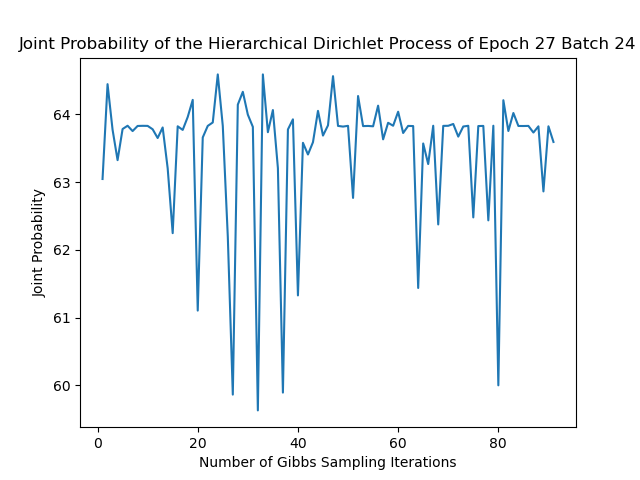 Joint Probability of the Hierarchical Dirichlet Process of Epoch 27 Batch 24
Joint Probability
64
63
62
61
60
0 20 40 60 80
Number of Gibbs Sampling Iterations